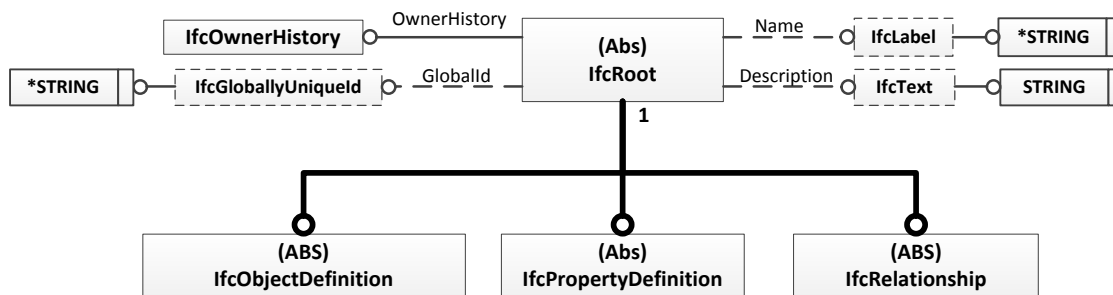 OwnerHistory
IfcOwnerHistory
(Abs)
IfcRoot
Name
IfcLabel
*STRING
*STRING
IfcGloballyUniqueId
GlobalId
Description
IfcText
STRING
1
(ABS)
IfcObjectDefinition
(Abs)
IfcPropertyDefinition
(ABS)
IfcRelationship